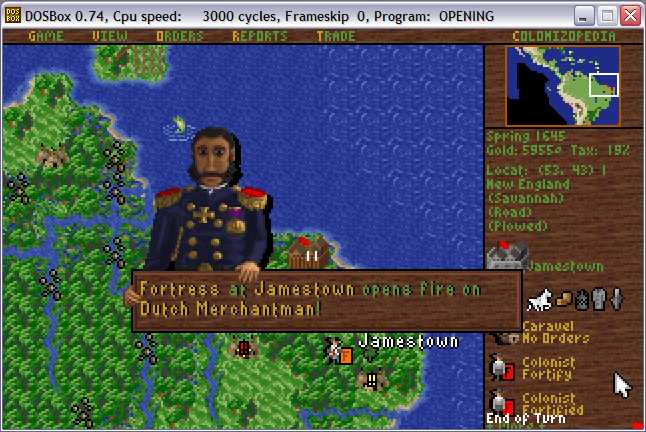 DOSBox 0.74, Cpu speed: 3000 cycles, Frameskip 0, Program: OPENING
GAME VIEW ORDERS REPORTS TRADE COLONIZOPEDIA
Spring 1645
Gold: 5955¢ Tax: 19%
Locat: (53, 43) 1
New England
(Savannah)
(Road)
(Plowed)
Jamestown
Fortress at Jamestown opens fire on
Dutch Merchantman!
Jamestown
Caravel
No Orders
Colonist
Fortify
Colonist
Fortified
End of Turn